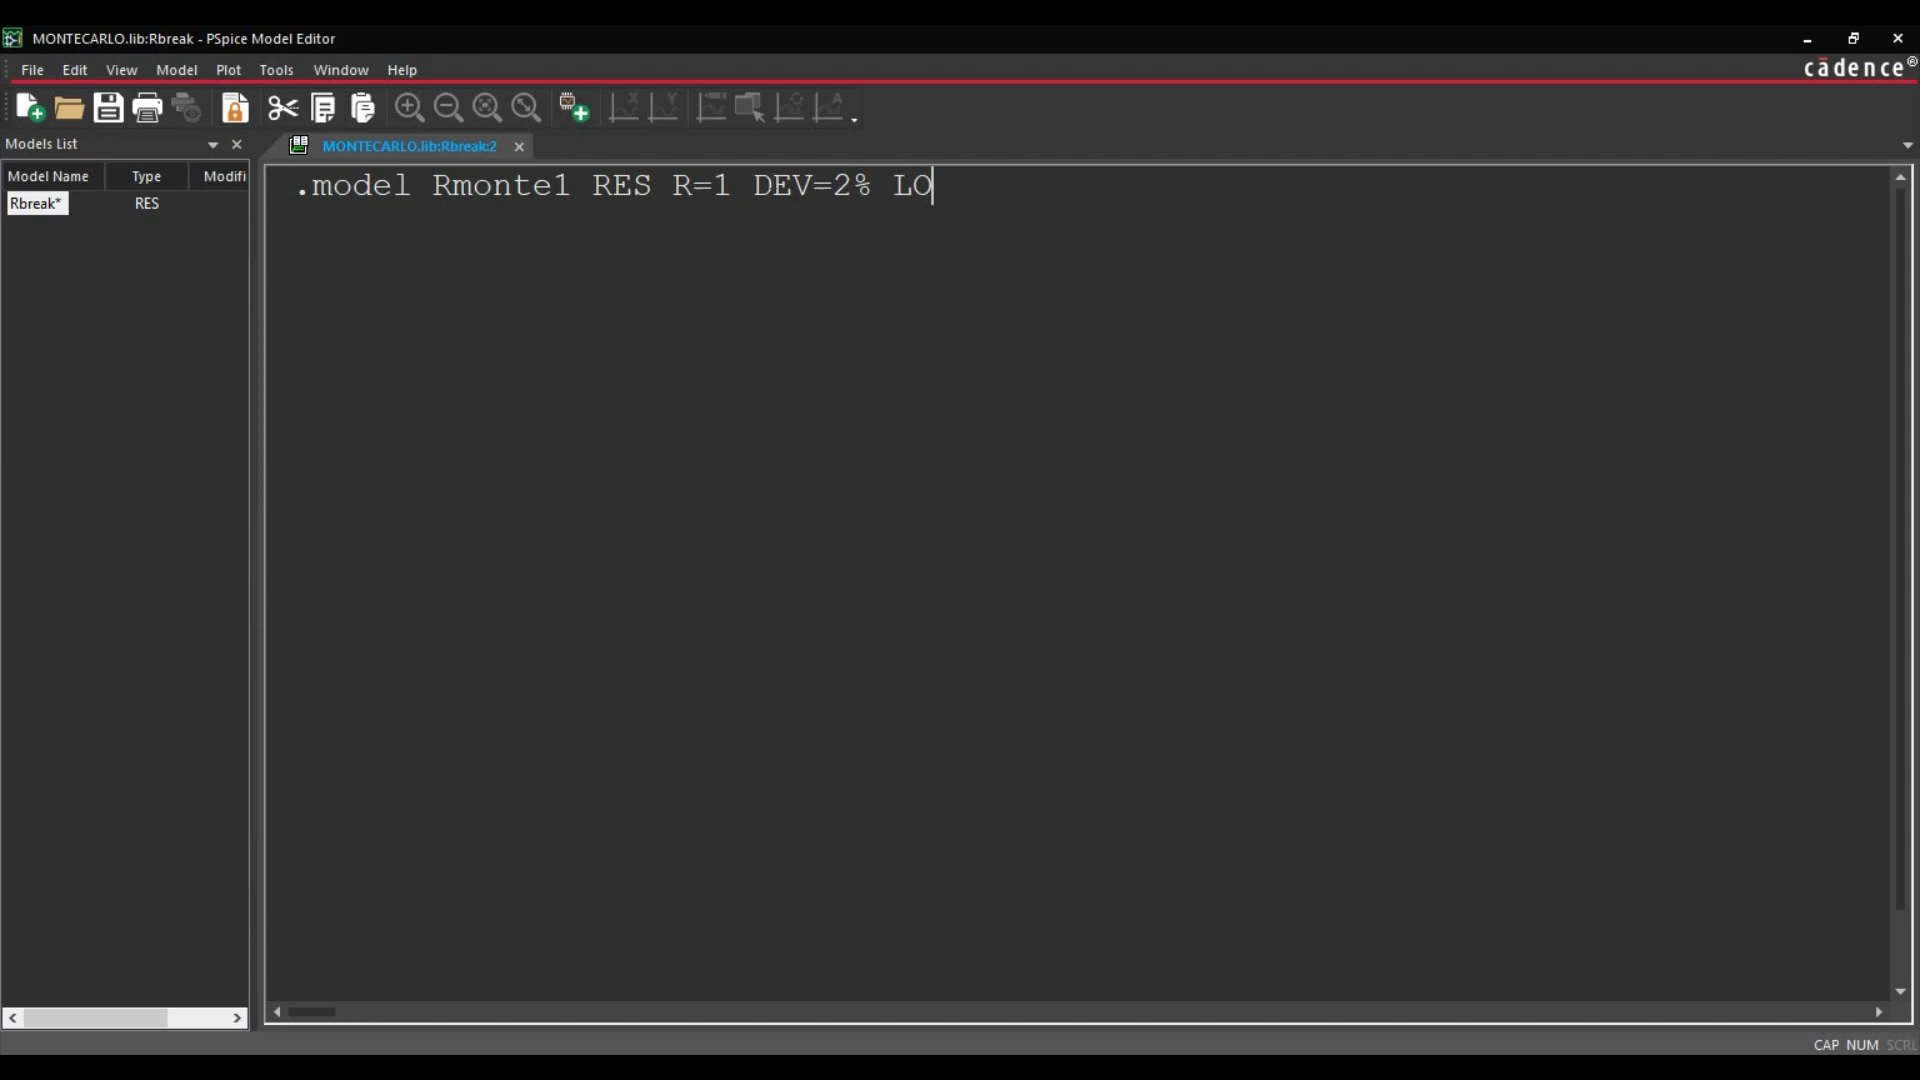 MONTECARLO.lib:Rbreak - PSpice Model Editor
File Edit View Model Plot Tools Window Help
cādence®
Models List
MONTECARLO.lib:Rbreak:2
Model Name Type Modifi
Rbreak* RES
.model Rmonte1 RES R=1 DEV=2% LO
CAP NUM SCRL